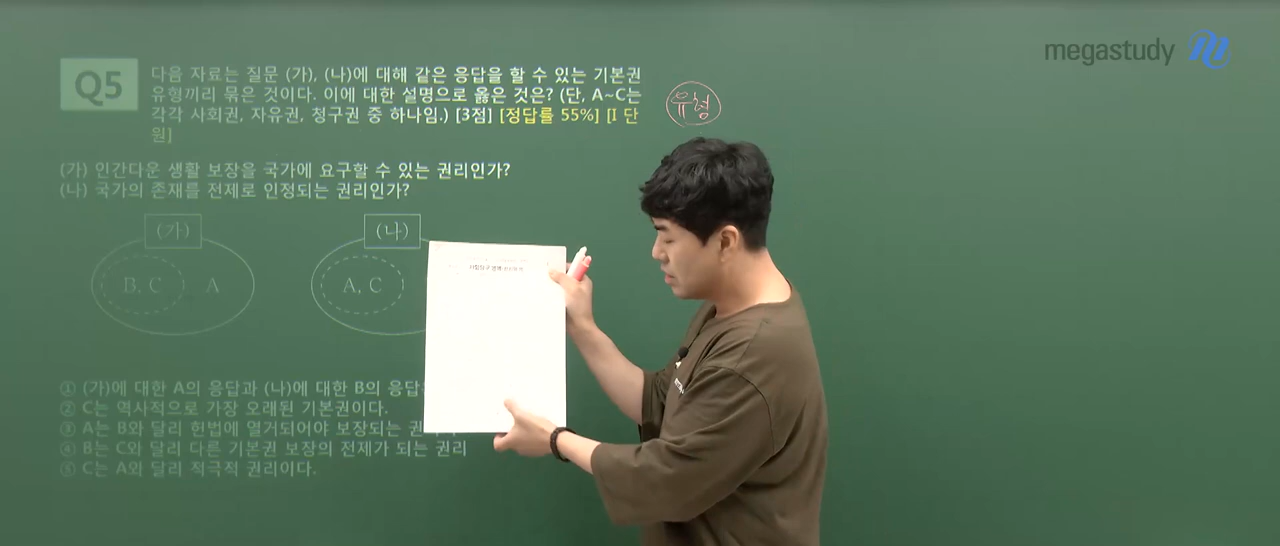 megastudy
Q5
다음 자료는 질문 (가), (나)에 대해 같은 응답을 할 수 있는 기본권
유형끼리 묶은 것이다. 이에 대한 설명으로 옳은 것은? (단, A~C는
각각 사회권, 자유권, 청구권 중 하나임.) [3점] [정답률 55%] [I 단
원]
유형
(가) 인간다운 생활 보장을 국가에 요구할 수 있는 권리인가?
(나) 국가의 존재를 전제로 인정되는 권리인가?
(가)
(나)
B, C
A
A, C
① (가)에 대한 A의 응답과 (나)에 대한 B의 응답
② C는 역사적으로 가장 오래된 기본권이다.
③ A는 B와 달리 헌법에 열거되어야 보장되는
④ B는 C와 달리 다른 기본권 보장의 전제가 되는 권리
⑤ C는 A와 달리 적극적 권리이다.